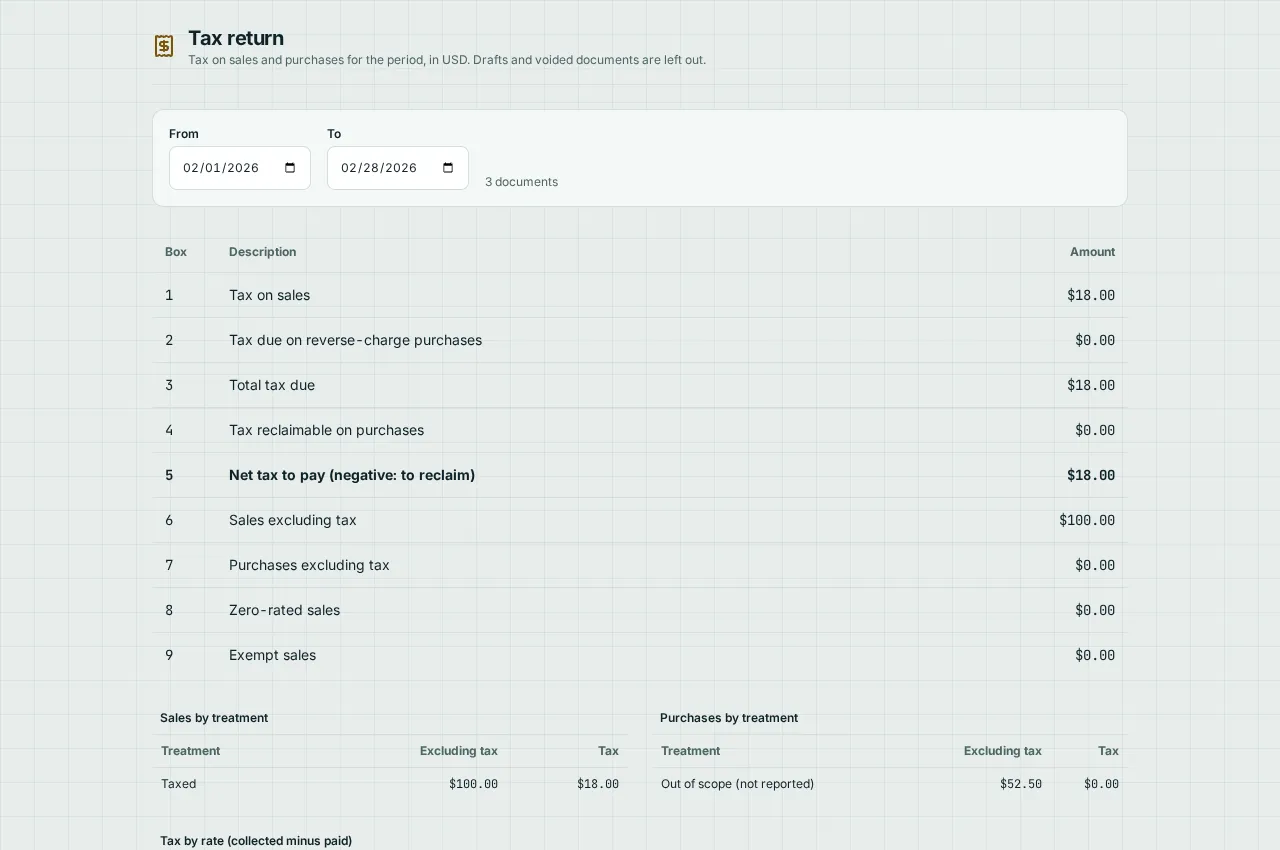 Tax return
Tax on sales and purchases for the period, in USD. Drafts and voided documents are left out.
From To
02/01/2026 02/28/2026 3 documents
Box Description Amount
1 Tax on sales $18.00
2 Tax due on reverse-charge purchases $0.00
3 Total tax due $18.00
4 Tax reclaimable on purchases $0.00
5 Net tax to pay (negative: to reclaim) $18.00
6 Sales excluding tax $100.00
7 Purchases excluding tax $0.00
8 Zero-rated sales $0.00
9 Exempt sales $0.00
Sales by treatment
Treatment Excluding tax Tax
Taxed $100.00 $18.00
Purchases by treatment
Treatment Excluding tax Tax
Out of scope (not reported) $52.50 $0.00
Tax by rate (collected minus paid)